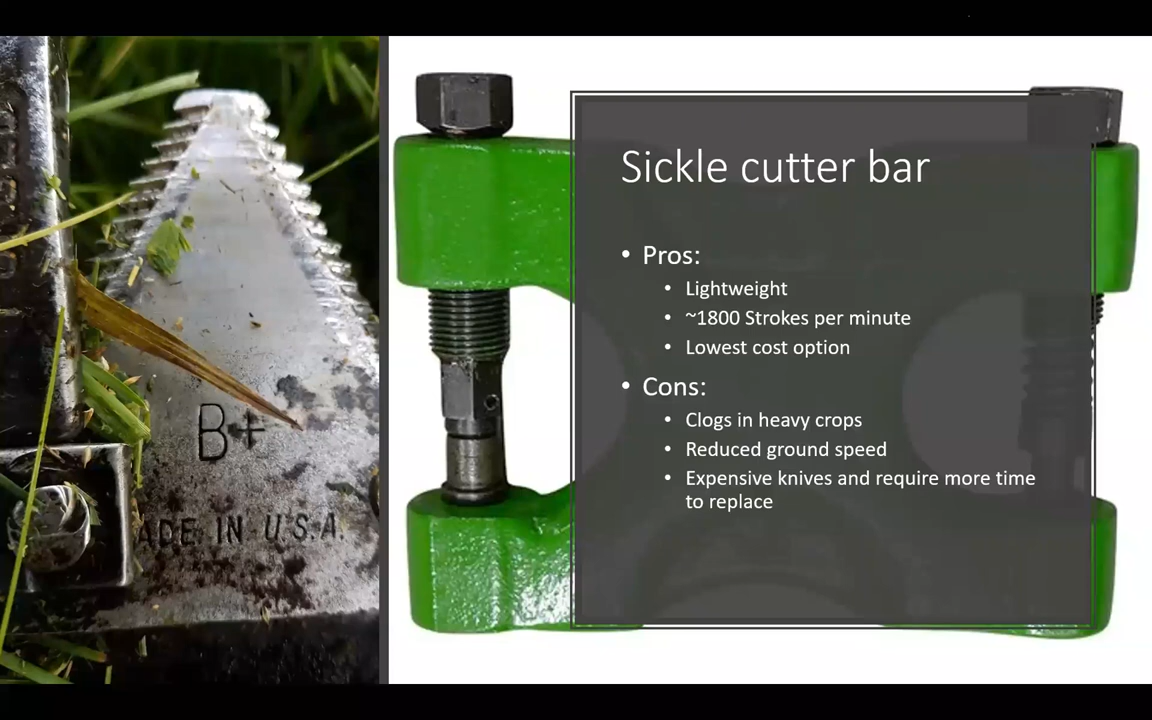 B+
MADE IN U.S.A.
Sickle cutter bar
• Pros:
• Lightweight
• ~1800 Strokes per minute
• Lowest cost option
• Cons:
• Clogs in heavy crops
• Reduced ground speed
• Expensive knives and require more time
to replace